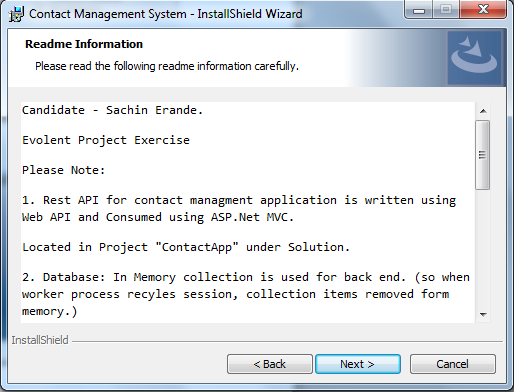 Contact Management System - InstallShield Wizard
Readme Information
Please read the following readme information carefully.
Candidate - Sachin Erande.
Evolent Project Exercise
Please Note:
1. Rest API for contact managment application is written using
Web API and Consumed using ASP.Net MVC.
Located in Project "ContactApp" under Solution.
2. Database: In Memory collection is used for back end. (so when
worker process recyles session, collection items removed form
memory.)
InstallShield
< Back
Next >
Cancel